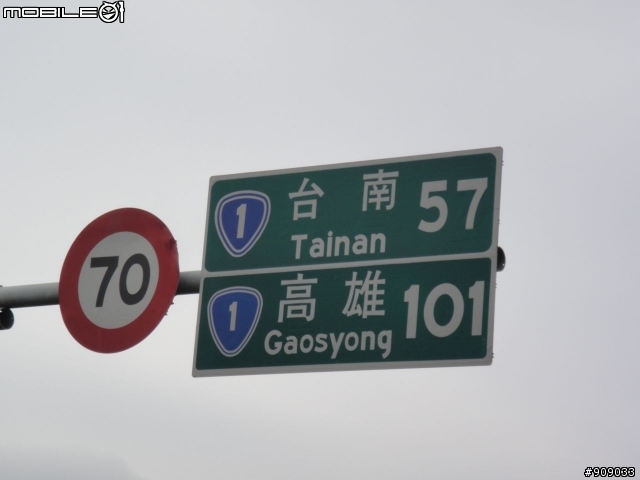 MOBILE01
70
1 台南 57
Tainan
1 高雄 101
Gaosyong
#909033